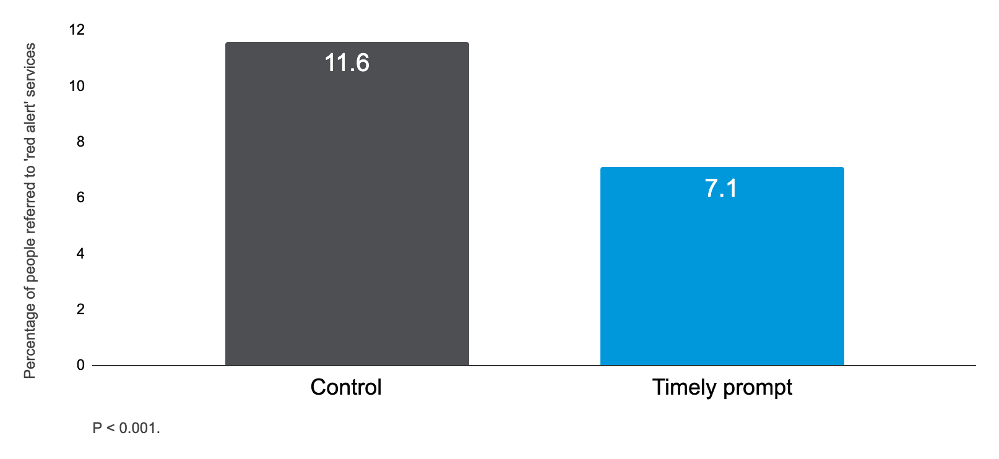 Percentage of people referred to 'red alert' services
12
10
8
6
4
2
0
11.6
7.1
Control
Timely prompt
P < 0.001.